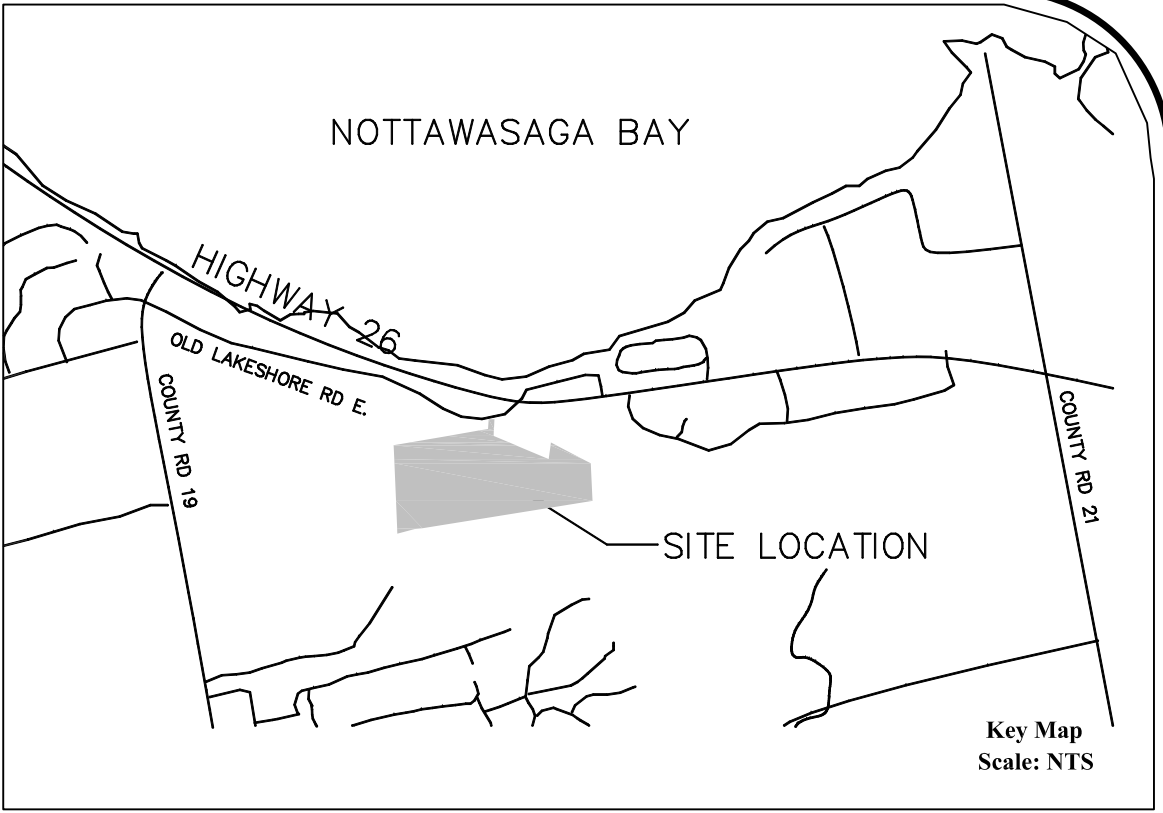 NOTTAWASAGA BAY
HIGHWAY 26
OLD LAKESHORE RD E.
COUNTY RD 19
COUNTY RD 21
SITE LOCATION
Key Map
Scale: NTS